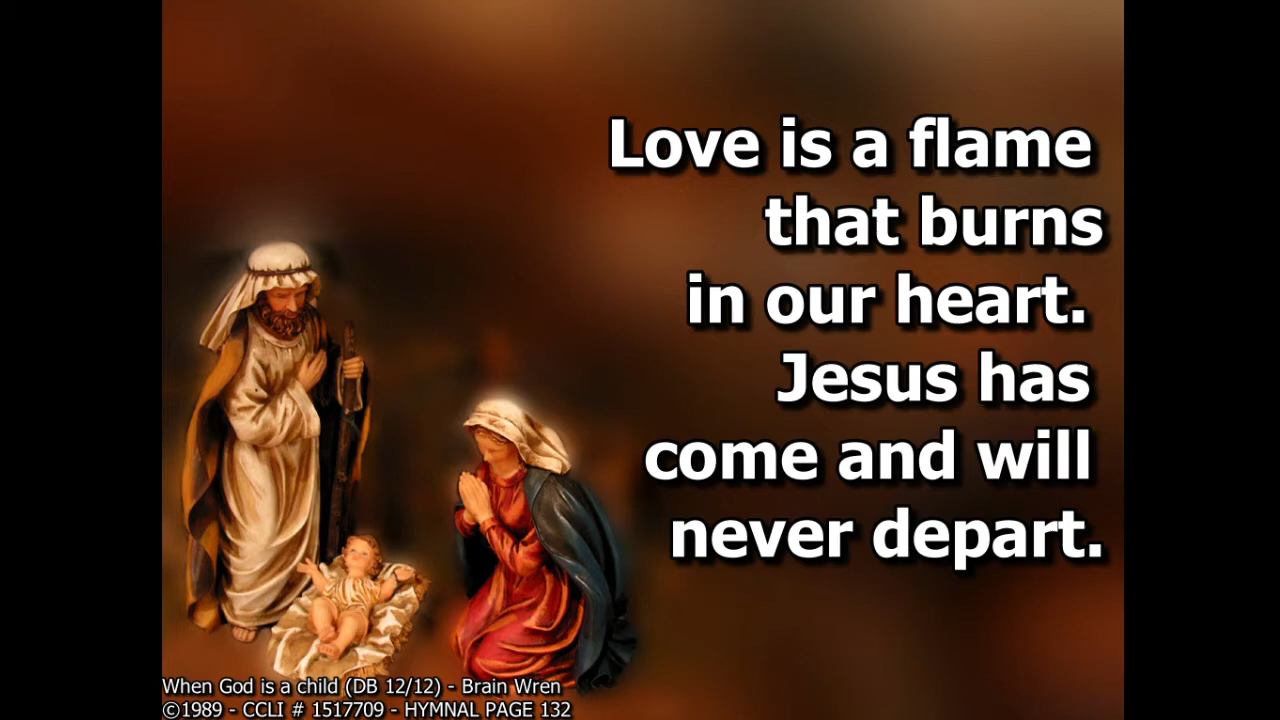 Love is a flame
that burns
in our heart.
Jesus has
come and will
never depart.
When God is a child (DB 12/12) - Brain Wren
©1989 - CCLI # 1517709 - HYMNAL PAGE 132